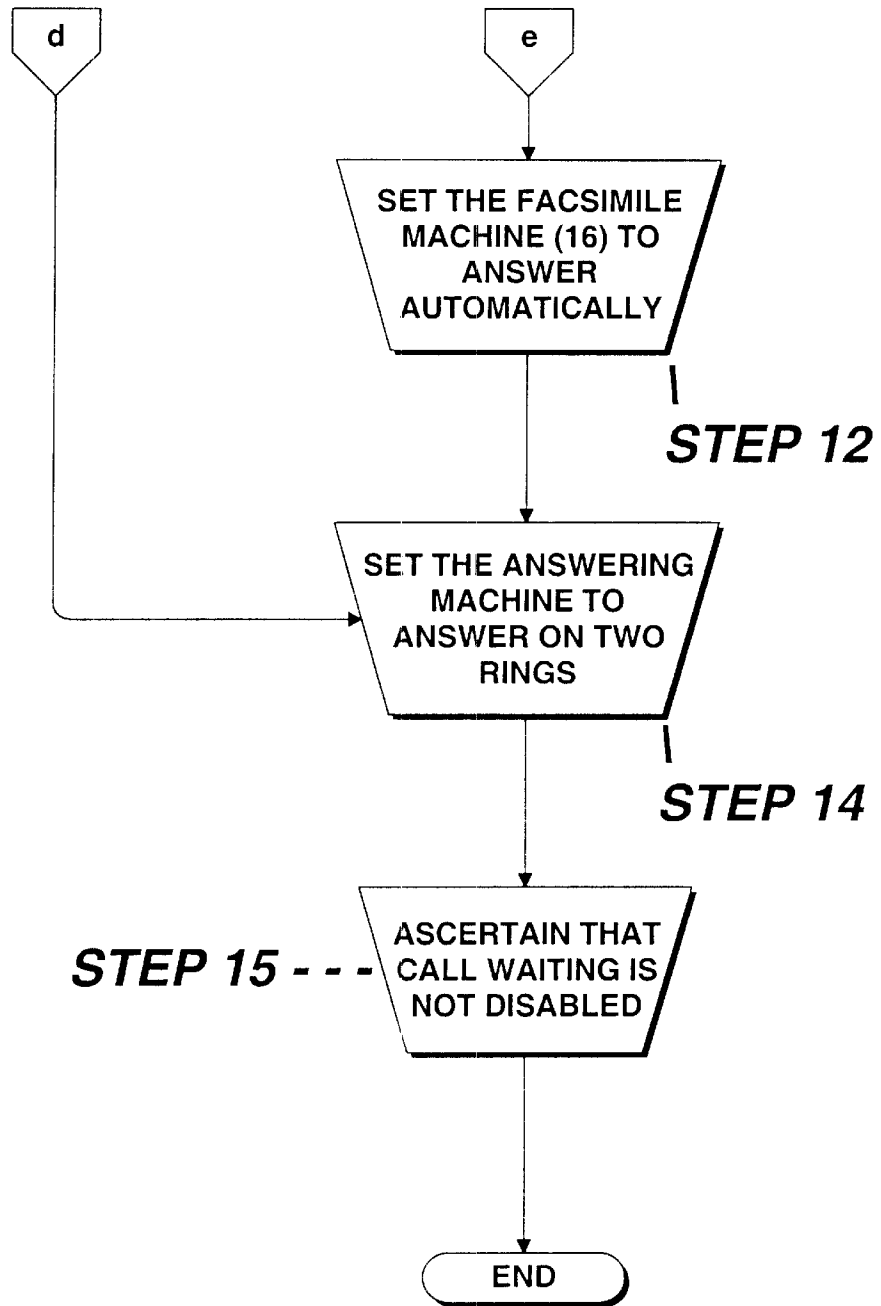 d
e
SET THE FACSIMILE
MACHINE (16) TO
ANSWER
AUTOMATICALLY
STEP 12
SET THE ANSWERING
MACHINE TO
ANSWER ON TWO
RINGS
STEP 14
STEP 15 - - -
ASCERTAIN THAT
CALL WAITING IS
NOT DISABLED
END